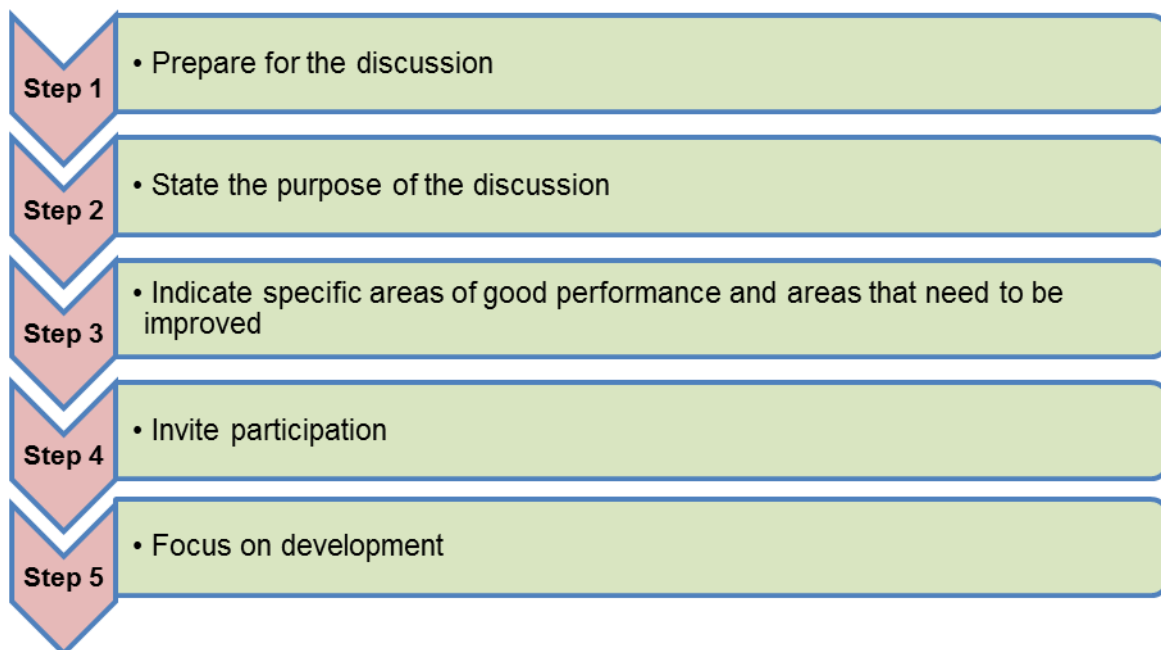 Step 1
• Prepare for the discussion
Step 2
• State the purpose of the discussion
Step 3
• Indicate specific areas of good performance and areas that need to be
improved
Step 4
• Invite participation
Step 5
• Focus on development